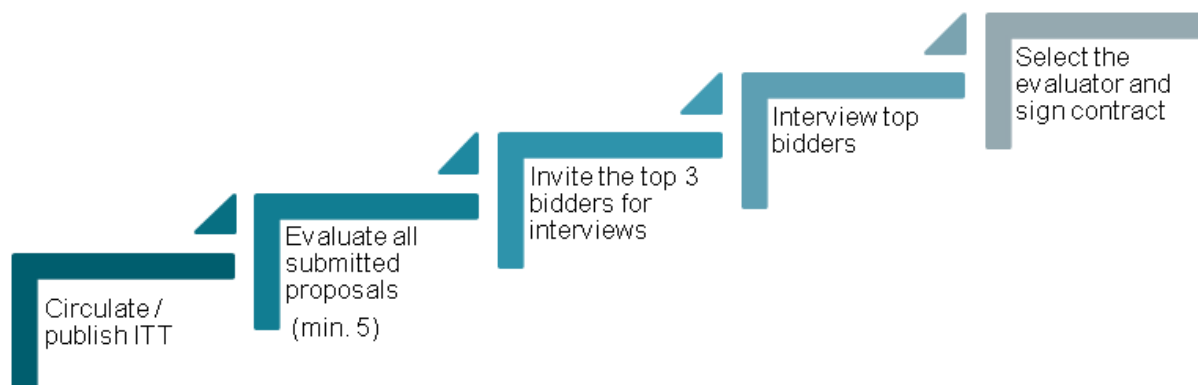 Circulate /
publish ITT
Evaluate all
submitted
proposals
(min. 5)
Invite the top 3
bidders for
interviews
Interview top
bidders
Select the
evaluator and
sign contract